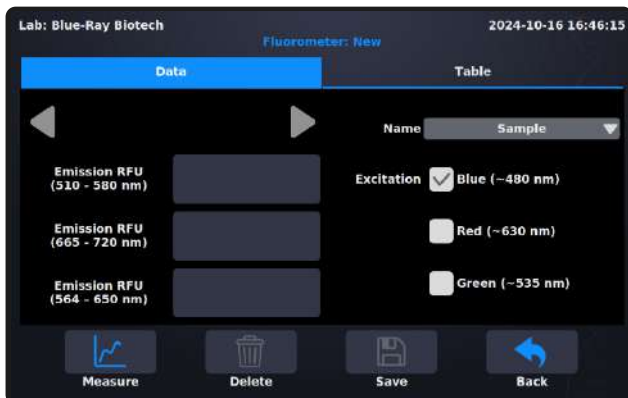 Lab: Blue-Ray Biotech
2024-10-16 16:46:15
Fluorometer: New
Data
Table
Name
Sample
Emission RFU
(510 - 580 nm)
Excitation
Blue (~480 nm)
Emission RFU
(665 - 720 nm)
Red (~630 nm)
Emission RFU
(564 - 650 nm)
Green (~535 nm)
Measure
Delete
Save
Back